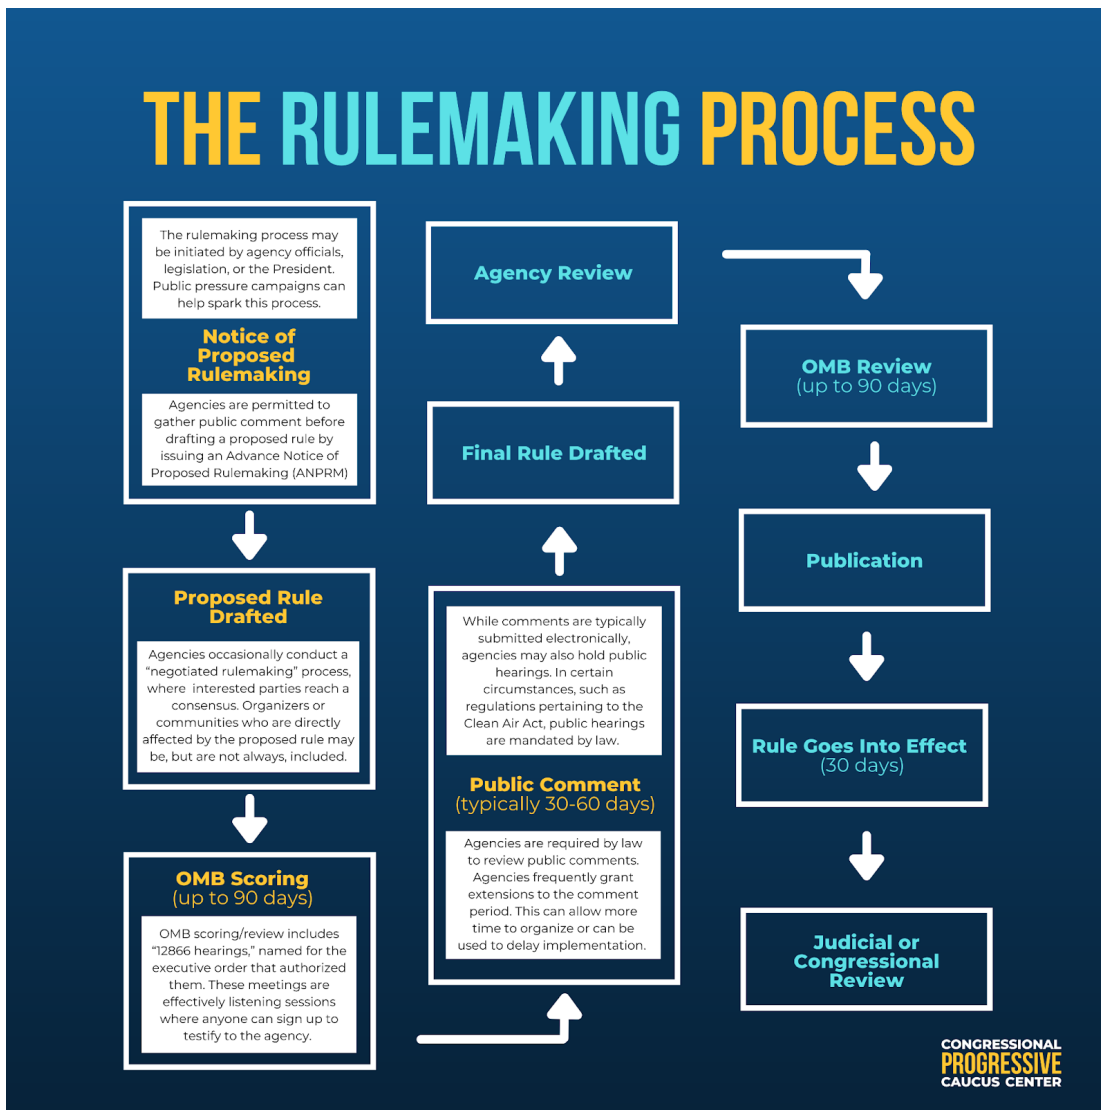 THE RULEMAKING PROCESS
The rulemaking process may
be initiated by agency officials,
legislation, or the President.
Public pressure campaigns can
help spark this process.
Notice of
Proposed
Rulemaking
Agencies are permitted to
gather public comment before
drafting a proposed rule by
issuing an Advance Notice of
Proposed Rulemaking (ANPRM)
Proposed Rule
Drafted
Agencies occasionally conduct a
“negotiated rulemaking” process,
where interested parties reach a
consensus. Organizers or
communities who are directly
affected by the proposed rule may
be, but are not always, included.
OMB Scoring
(up to 90 days)
OMB scoring/review includes
“12866 hearings,” named for the
executive order that authorized
them. These meetings are
effectively listening sessions
where anyone can sign up to
testify to the agency.
While comments are typically
submitted electronically,
agencies may also hold public
hearings. In certain
circumstances, such as
regulations pertaining to the
Clean Air Act, public hearings
are mandated by law.
Public Comment
(typically 30-60 days)
Agencies are required by law
to review public comments.
Agencies frequently grant
extensions to the comment
period. This can allow more
time to organize or can be
used to delay implementation.
Final Rule Drafted
Agency Review
OMB Review
(up to 90 days)
Publication
Rule Goes Into Effect
(30 days)
Judicial or
Congressional
Review
CONGRESSIONAL
PROGRESSIVE
CAUCUS CENTER